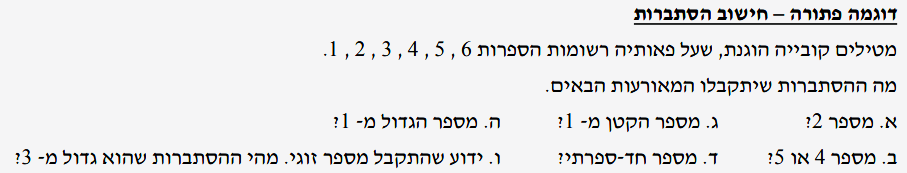 דוגמה פתורה – חישוב הסתברות
מטילים קובייה הוגנת, שעל פאותיה רשומות הספרות 6 , 5 , 4 , 3 , 2 , 1.
מה ההסתברות שיתקבלו המאורעות הבאים.
א. מספר 2? ג. מספר הקטן מ- 1? ה. מספר הגדול מ- 1?
ב. מספר 4 או 5? ד. מספר חד-ספרתי? ו. ידוע שהתקבל מספר זוגי. מהי ההסתברות שהוא גדול מ- 3?